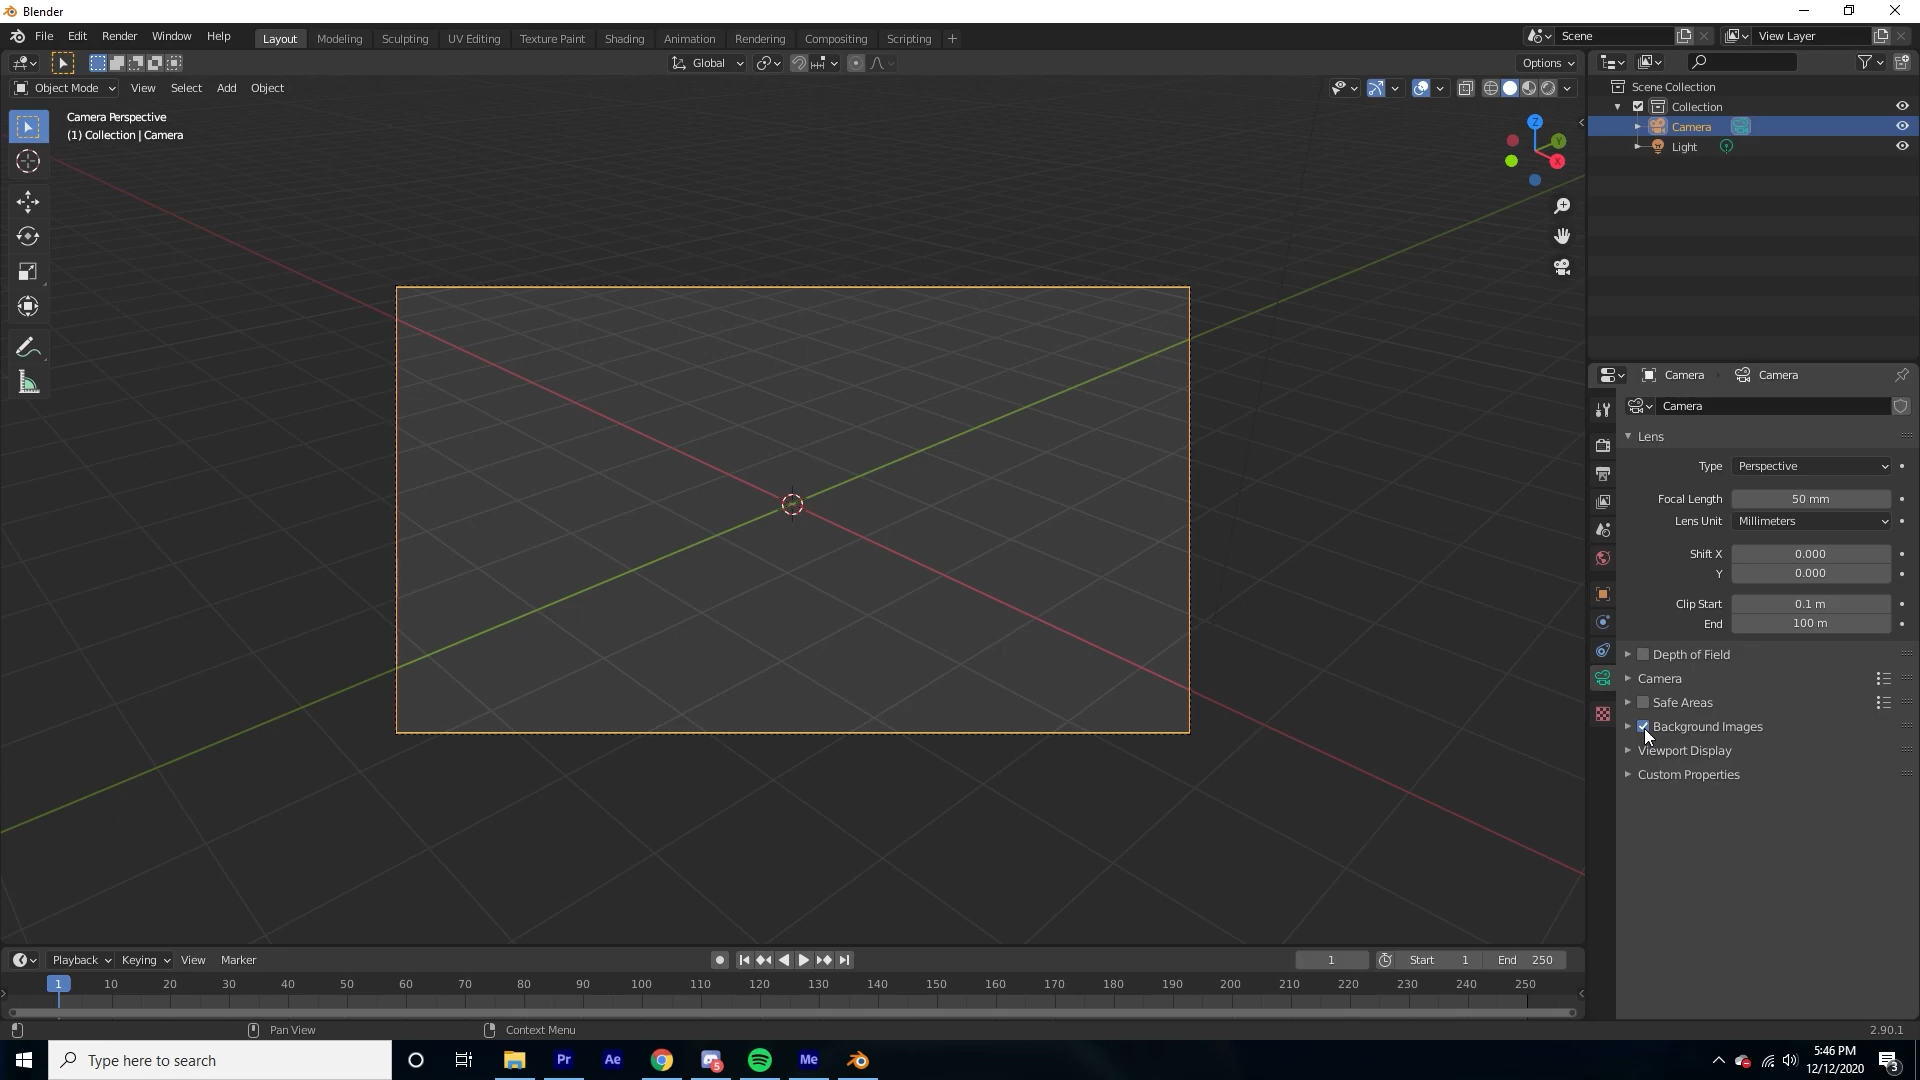 Blender
File Edit Render Window Help Layout Modeling Sculpting UV Editing Texture Paint Shading Animation Rendering Compositing Scripting +
Scene
View Layer
Global
Options
Object Mode View Select Add Object
Camera Perspective
(1) Collection | Camera
Z
Y
X
Scene Collection
Collection
Camera
Light
Camera
Camera
Camera
Lens
Type Perspective
Focal Length 50 mm
Lens Unit Millimeters
Shift X 0.000
Y 0.000
Clip Start 0.1 m
End 100 m
Depth of Field
Camera
Safe Areas
Background Images
Viewport Display
Custom Properties
Playback Keying View Marker
1 Start 1 End 250
1 10 20 30 40 50 60 70 80 90 100 110 120 130 140 150 160 170 180 190 200 210 220 230 240 250
Pan View
Context Menu
2.90.1
Type here to search
Pr
Ae
5
Me
5:46 PM
12/12/2020
3